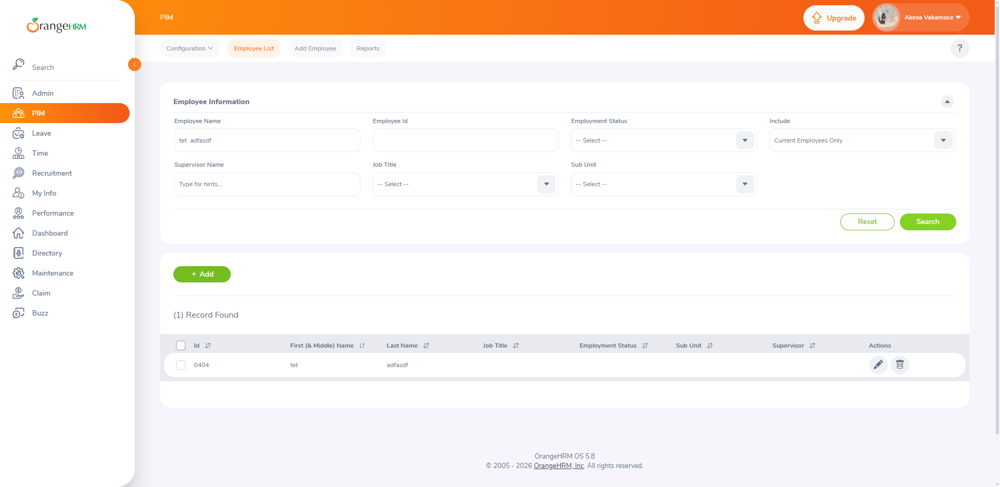 OrangeHRM
PIM
Upgrade
Akesa Vakamoce
Configuration
Employee List
Add Employee
Reports
?
Search
Admin
PIM
Leave
Time
Recruitment
My Info
Performance
Dashboard
Directory
Maintenance
Claim
Buzz
Employee Information
Employee Name
Employee Id
Employment Status
Include
tet  adfasdf
-- Select --
Current Employees Only
Supervisor Name
Job Title
Sub Unit
Type for hints...
-- Select --
-- Select --
Reset
Search
+ Add
(1) Record Found
Id
First (& Middle) Name
Last Name
Job Title
Employment Status
Sub Unit
Supervisor
Actions
0404
tet
adfasdf
OrangeHRM OS 5.8
© 2005 - 2026 OrangeHRM, Inc. All rights reserved.